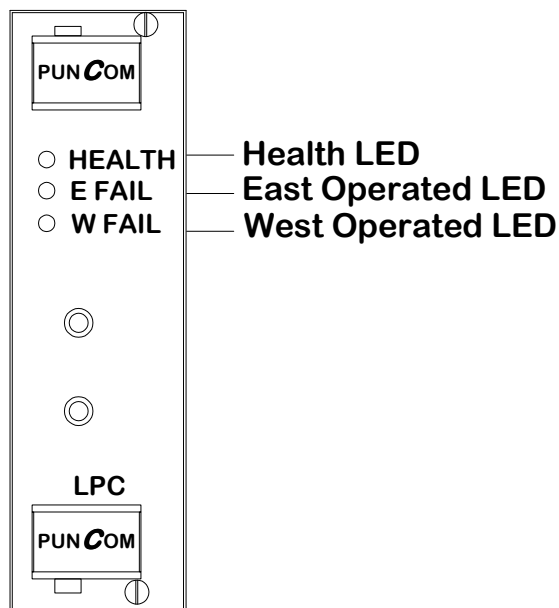 PUNCOM
HEALTH Health LED
E FAIL East Operated LED
W FAIL West Operated LED
LPC
PUNCOM